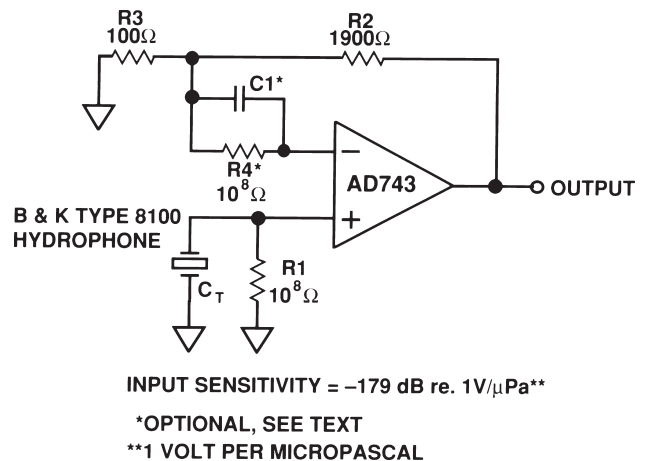 R3
100Ω
R2
1900Ω
C1*
R4*
10⁸Ω
−
AD743
+
OUTPUT
B & K TYPE 8100
HYDROPHONE
R1
10⁸Ω
C_T
INPUT SENSITIVITY = −179 dB re. 1V/μPa**
*OPTIONAL, SEE TEXT
**1 VOLT PER MICROPASCAL